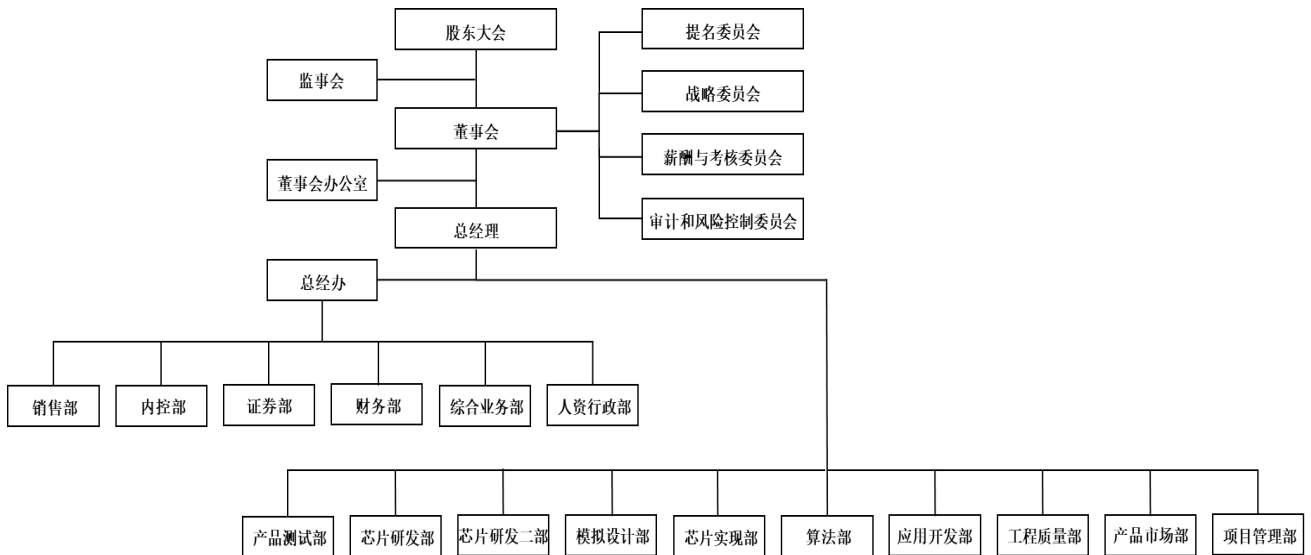 股东大会
提名委员会
监事会
战略委员会
董事会
薪酬与考核委员会
董事会办公室
审计和风险控制委员会
总经理
总经办
销售部
内控部
证券部
财务部
综合业务部
人资行政部
产品测试部
芯片研发部
芯片研发二部
模拟设计部
芯片实现部
算法部
应用开发部
工程质量部
产品市场部
项目管理部